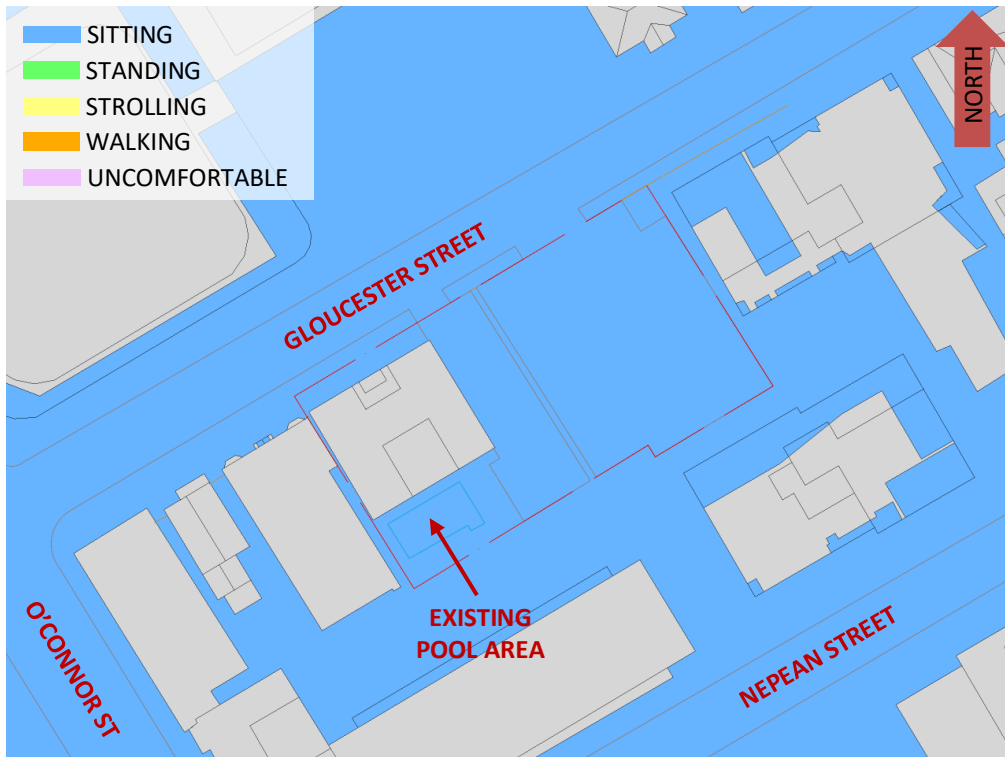 SITTING
STANDING
STROLLING
WALKING
UNCOMFORTABLE
NORTH
GLOUCESTER STREET
EXISTING
POOL AREA
O'CONNOR ST
NEPEAN STREET